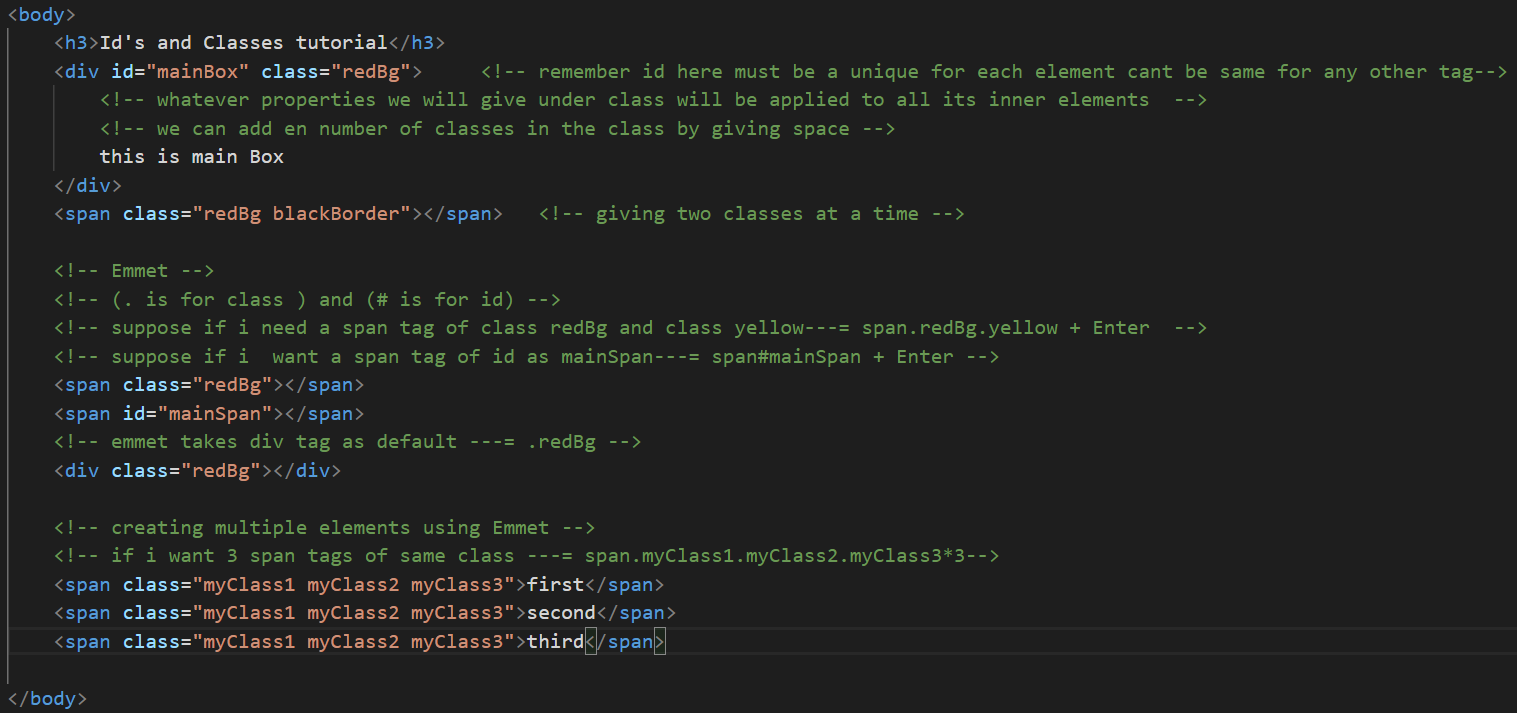 <body>
<h3>Id's and Classes tutorial</h3>
<div id="mainBox" class="redBg">     <!-- remember id here must be a unique for each element cant be same for any other tag-->
<!-- whatever properties we will give under class will be applied to all its inner elements  -->
<!-- we can add en number of classes in the class by giving space -->
this is main Box
</div>
<span class="redBg blackBorder"></span>   <!-- giving two classes at a time -->
<!-- Emmet -->
<!-- (. is for class ) and (# is for id) -->
<!-- suppose if i need a span tag of class redBg and class yellow---= span.redBg.yellow + Enter  -->
<!-- suppose if i  want a span tag of id as mainSpan---= span#mainSpan + Enter -->
<span class="redBg"></span>
<span id="mainSpan"></span>
<!-- emmet takes div tag as default ---= .redBg -->
<div class="redBg"></div>
<!-- creating multiple elements using Emmet -->
<!-- if i want 3 span tags of same class ---= span.myClass1.myClass2.myClass3*3-->
<span class="myClass1 myClass2 myClass3">first</span>
<span class="myClass1 myClass2 myClass3">second</span>
<span class="myClass1 myClass2 myClass3">third</span>
</body>